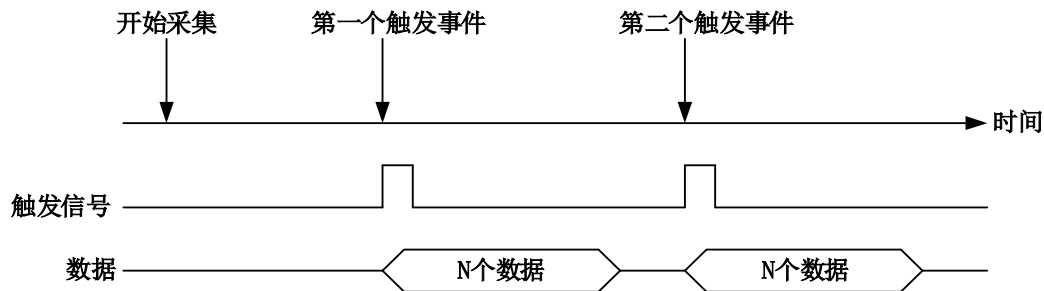 开始采集
第一个触发事件
第二个触发事件
时间
触发信号
数据
N个数据
N个数据